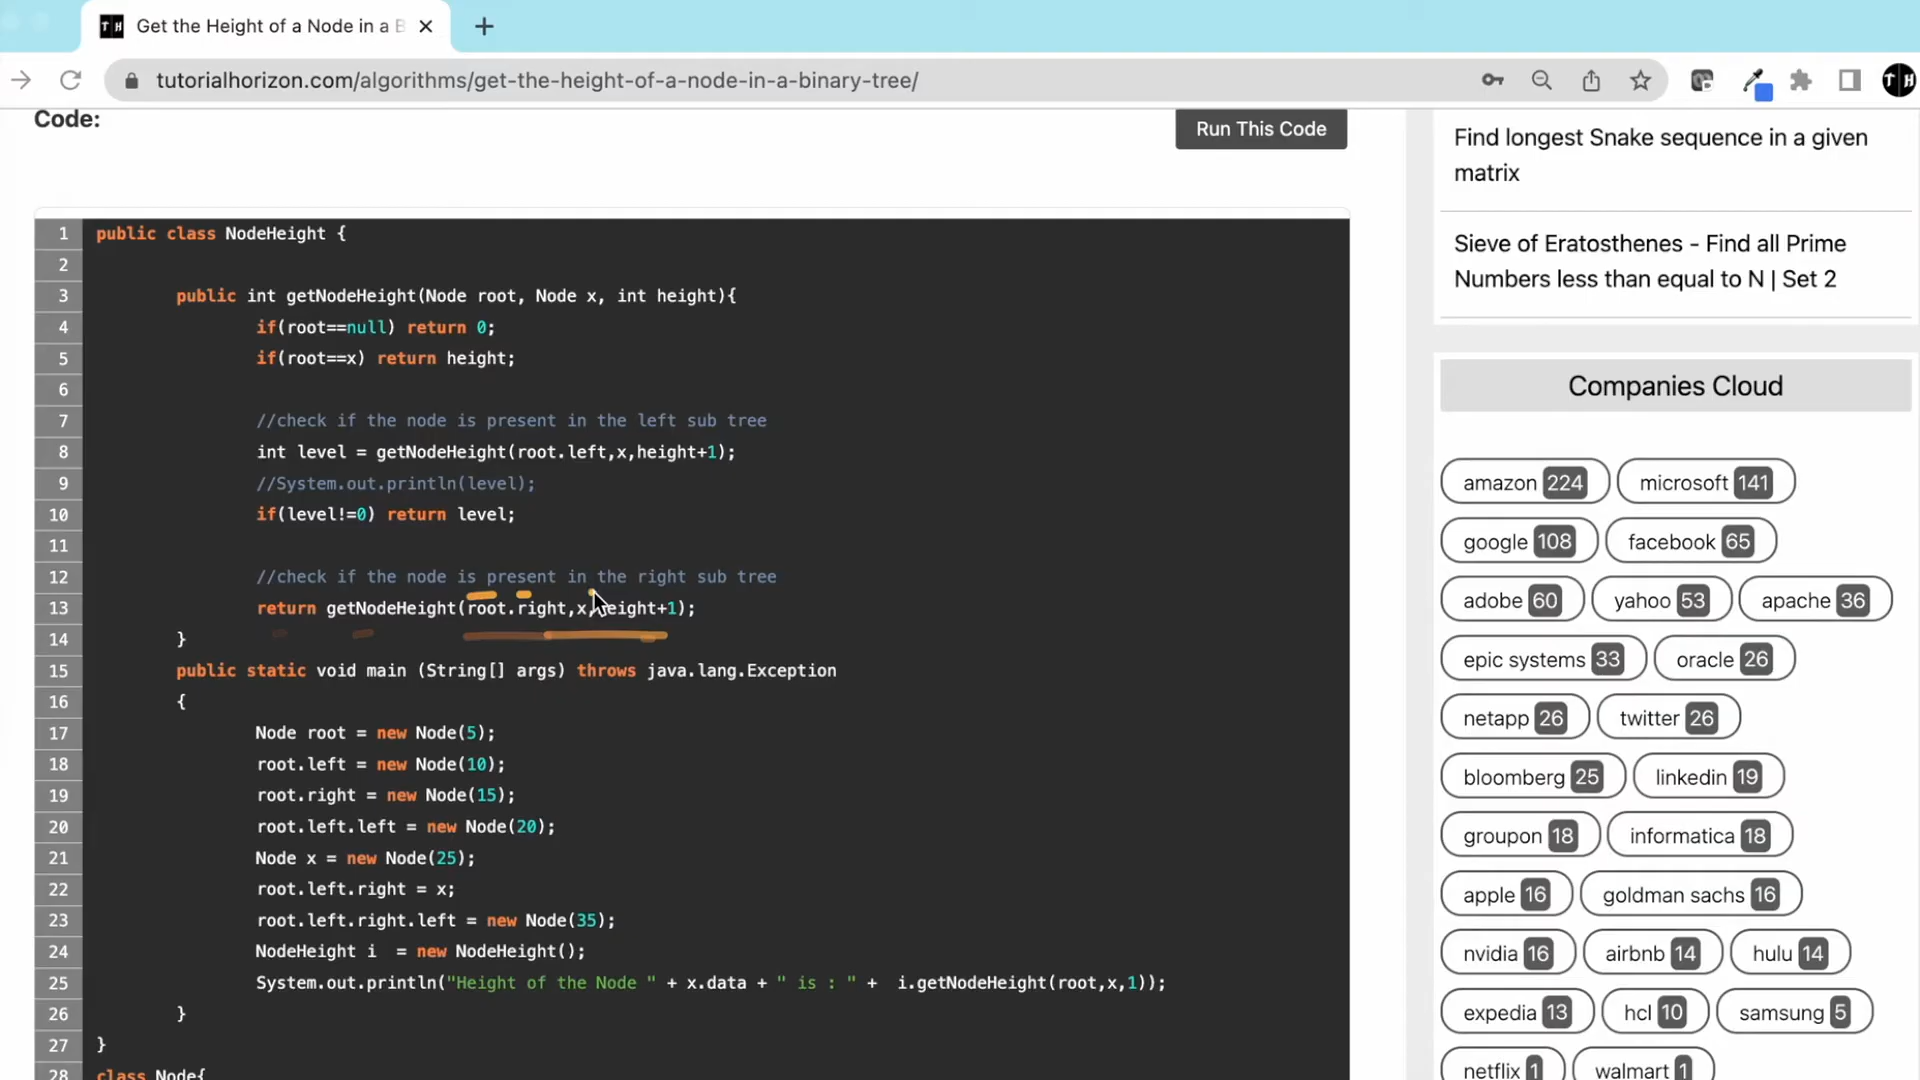 Get the Height of a Node in a B
tutorialhorizon.com/algorithms/get-the-height-of-a-node-in-a-binary-tree/
TH
Code:
Run This Code
1 public class NodeHeight {
2
3 public int getNodeHeight(Node root, Node x, int height){
4 if(root==null) return 0;
5 if(root==x) return height;
6
7 //check if the node is present in the left sub tree
8 int level = getNodeHeight(root.left,x,height+1);
9 //System.out.println(level);
10 if(level!=0) return level;
11
12 //check if the node is present in the right sub tree
13 return getNodeHeight(root.right,x,height+1);
14 }
15 public static void main (String[] args) throws java.lang.Exception
16 {
17 Node root = new Node(5);
18 root.left = new Node(10);
19 root.right = new Node(15);
20 root.left.left = new Node(20);
21 Node x = new Node(25);
22 root.left.right = x;
23 root.left.right.left = new Node(35);
24 NodeHeight i  = new NodeHeight();
25 System.out.println("Height of the Node " + x.data + " is : " +  i.getNodeHeight(root,x,1));
26 }
27 }
28 class Node{
Find longest Snake sequence in a given
matrix
Sieve of Eratosthenes - Find all Prime
Numbers less than equal to N | Set 2
Companies Cloud
amazon 224 microsoft 141
google 108 facebook 65
adobe 60 yahoo 53 apache 36
epic systems 33 oracle 26
netapp 26 twitter 26
bloomberg 25 linkedin 19
groupon 18 informatica 18
apple 16 goldman sachs 16
nvidia 16 airbnb 14 hulu 14
expedia 13 hcl 10 samsung 5
netflix 1 walmart 1